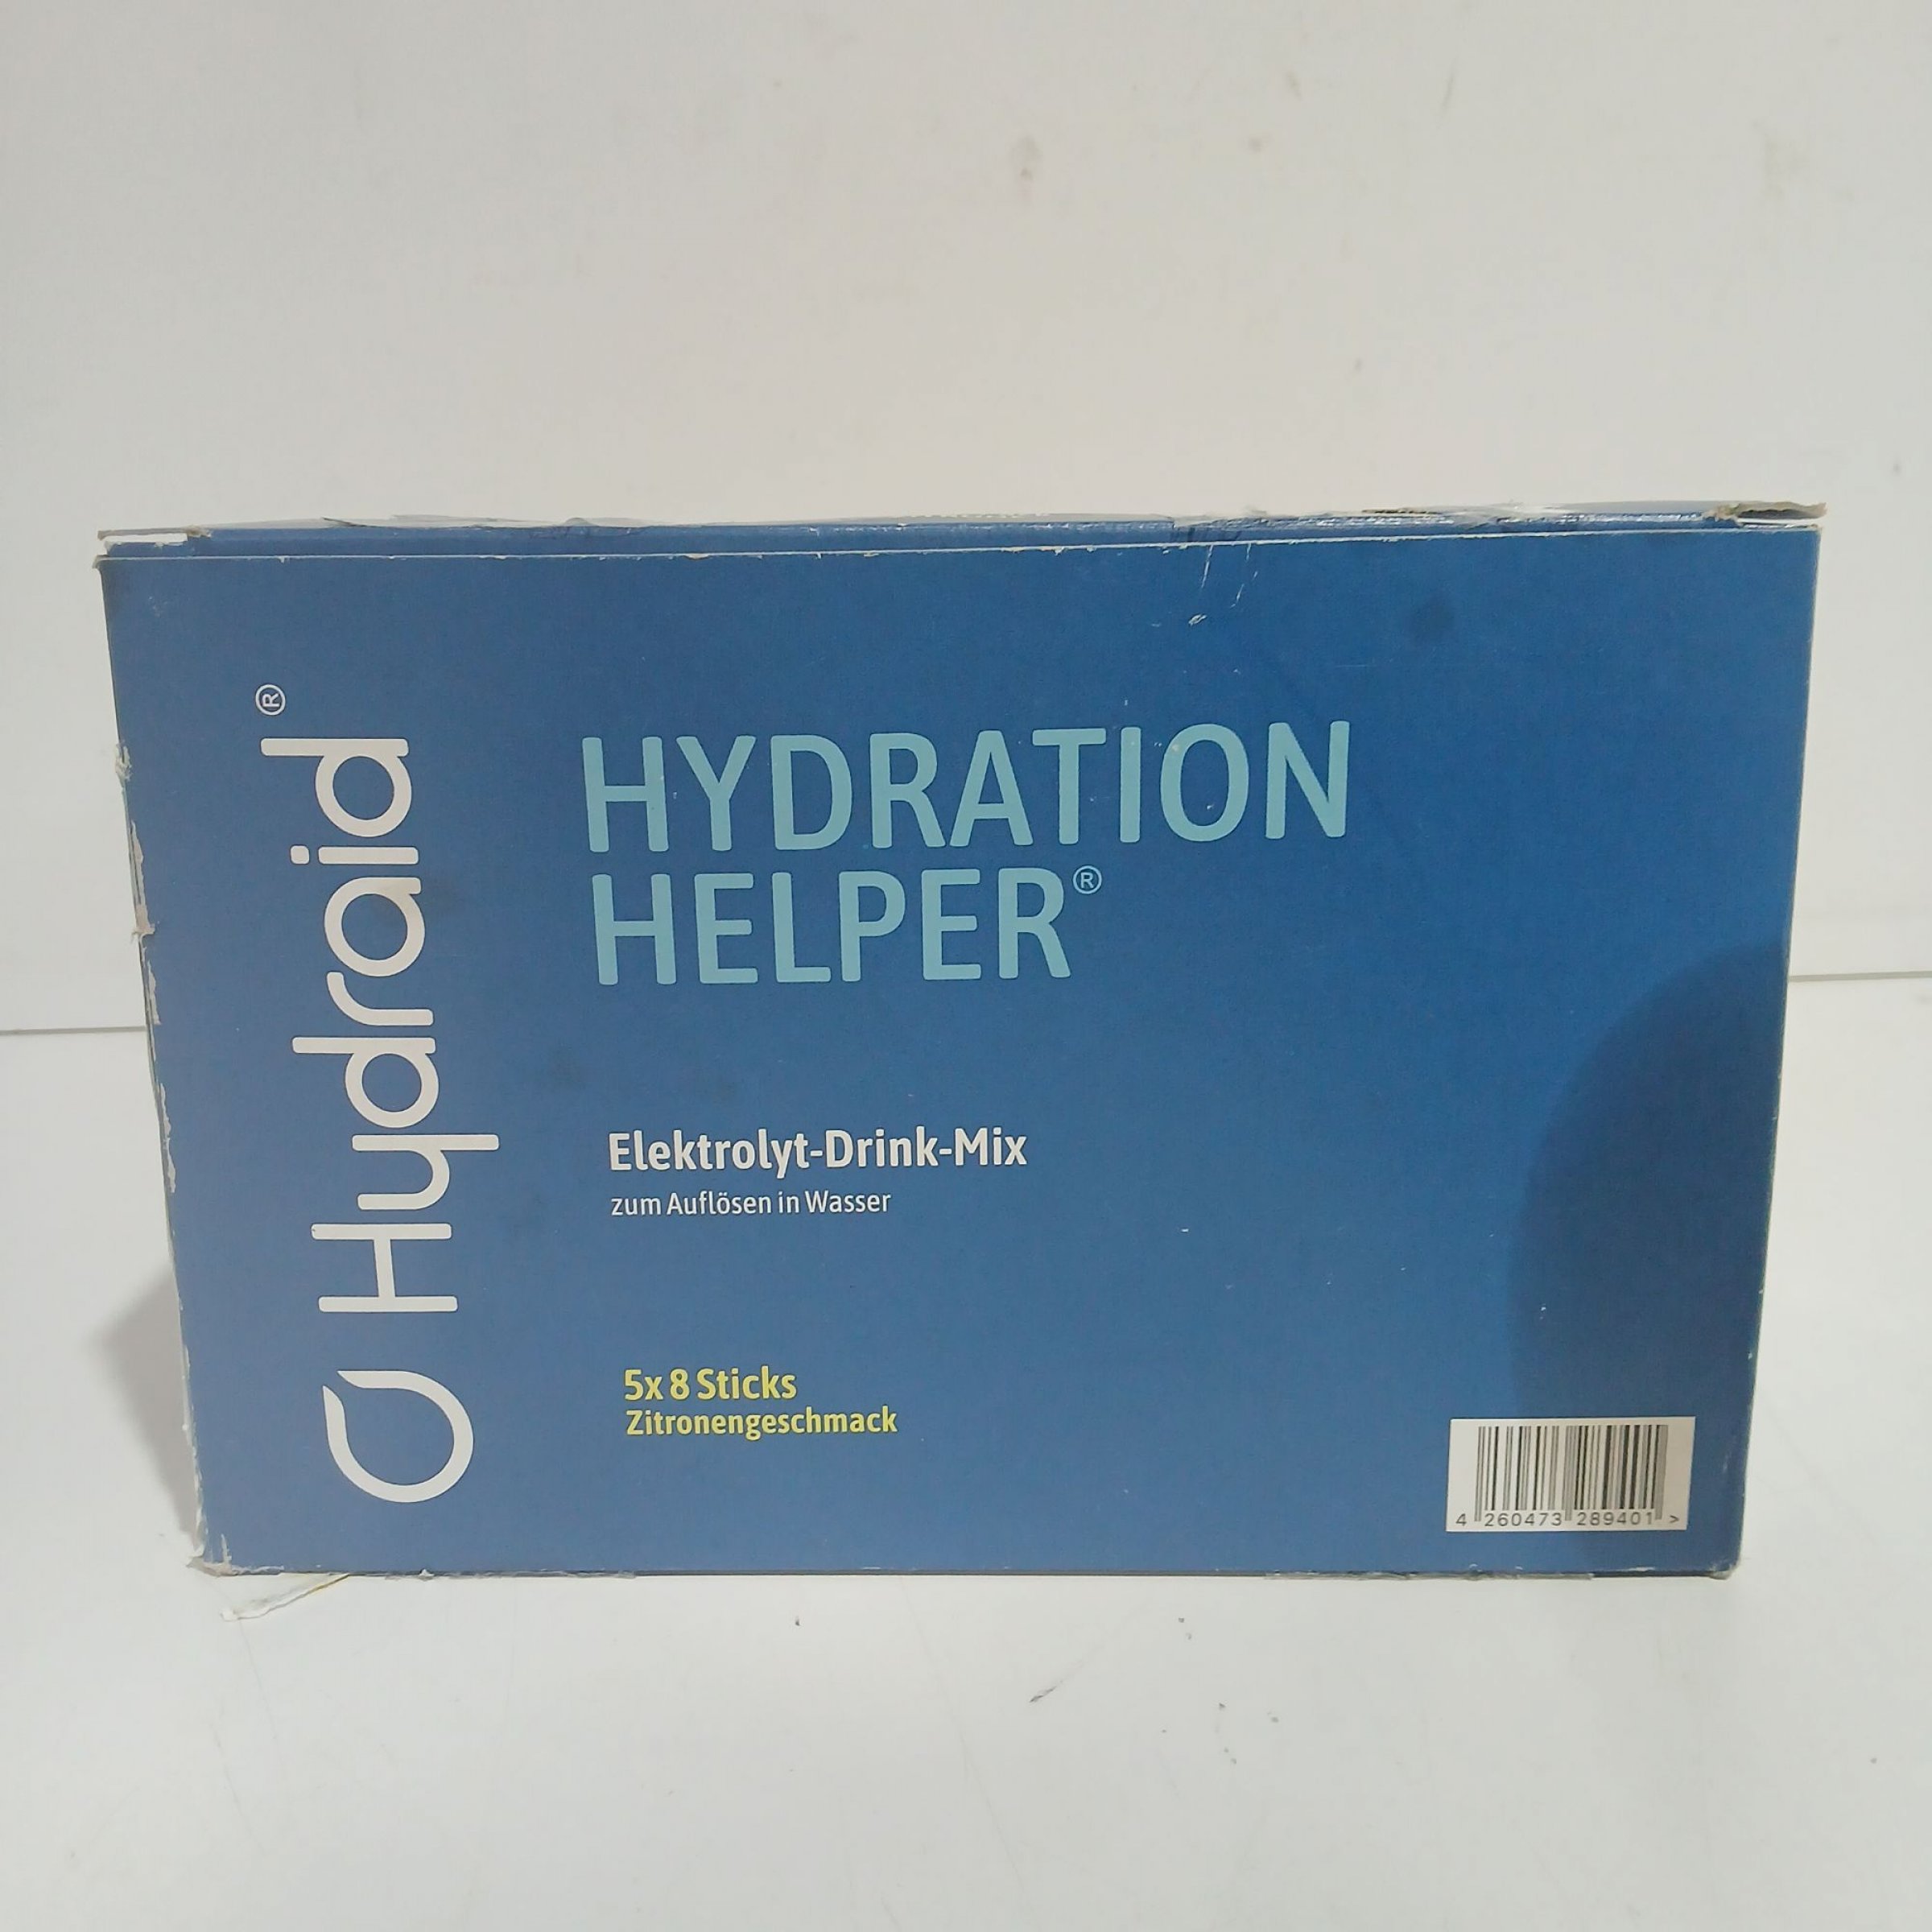 Hydraid®
HYDRATION
HELPER®
Elektrolyt-Drink-Mix
zum Auflösen in Wasser
5x 8 Sticks
Zitronengeschmack
4 260473 289401 >